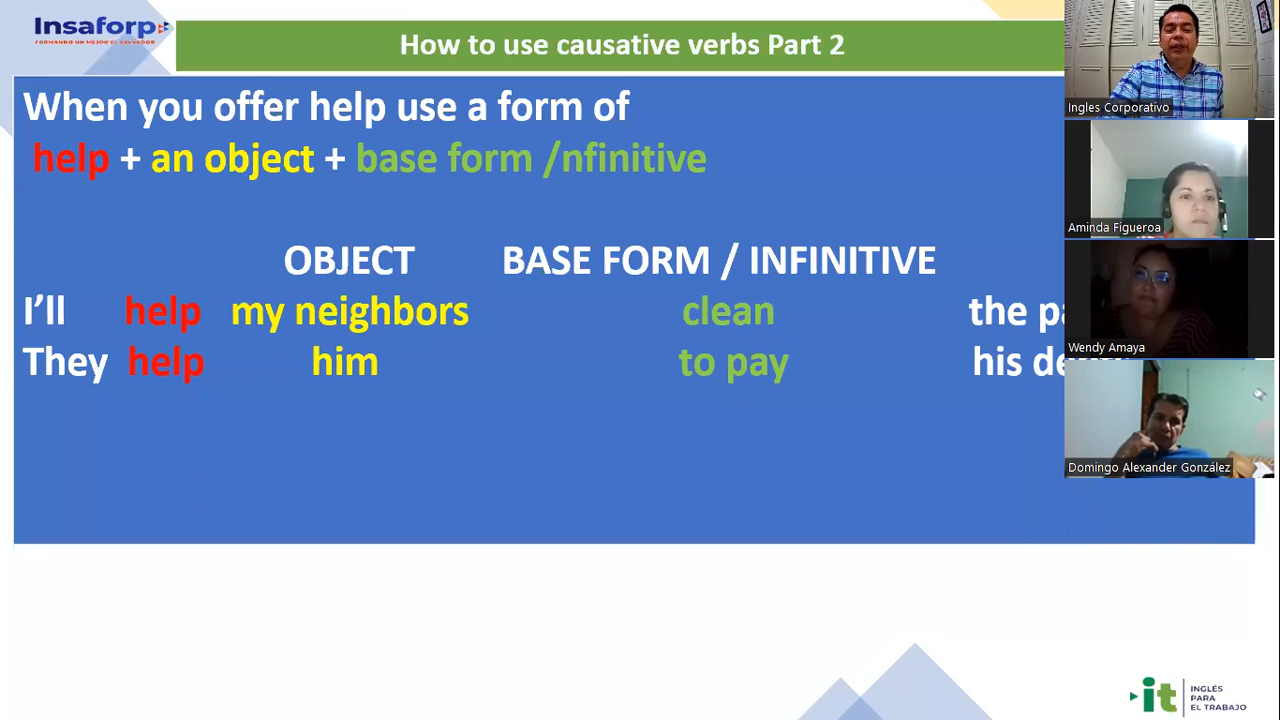 Insaforp
FORMANDO UN MEJOR EL SALVADOR
How to use causative verbs Part 2
When you offer help use a form of
help + an object + base form /nfinitive
OBJECT BASE FORM / INFINITIVE
I'll help my neighbors clean the
They help him to pay his
Ingles Corporativo
Aminda Figueroa
Wendy Amaya
Domingo Alexander González
it INGLÉS
PARA
EL TRABAJO